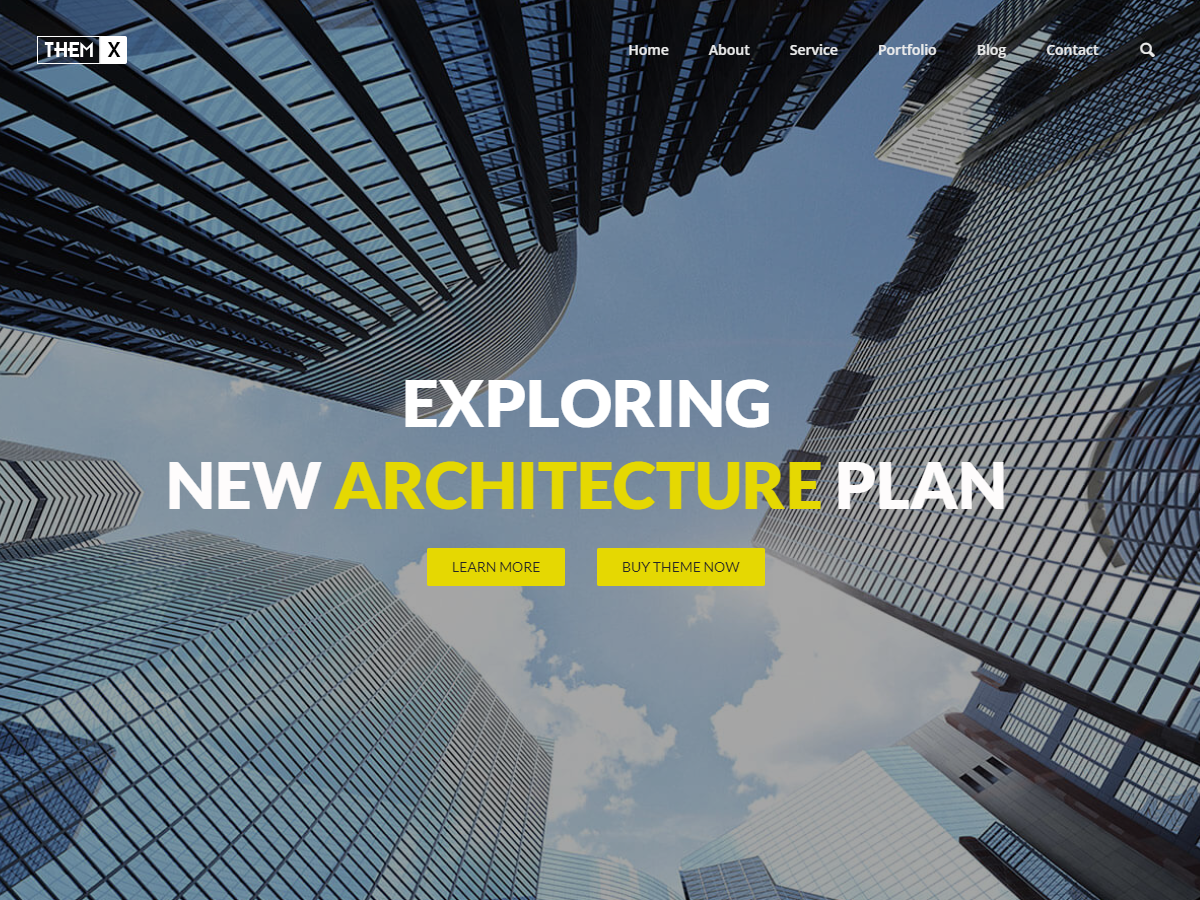 THEM X
Home About Service Portfolio Blog Contact
EXPLORING
NEW ARCHITECTURE PLAN
LEARN MORE BUY THEME NOW